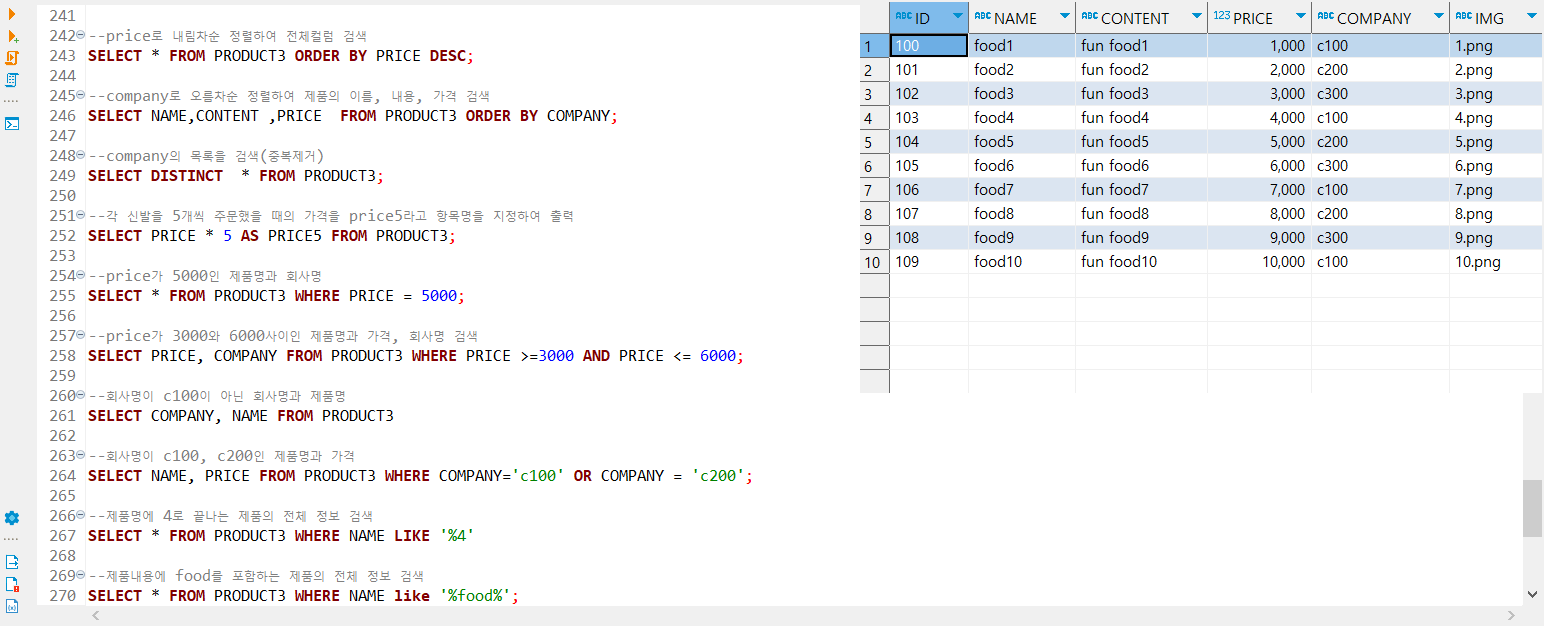 241
242 --price로 내림차순 정렬하여 전체컬럼 검색
243 SELECT * FROM PRODUCT3 ORDER BY PRICE DESC;
244
245 --company로 오름차순 정렬하여 제품의 이름, 내용, 가격 검색
246 SELECT NAME,CONTENT ,PRICE  FROM PRODUCT3 ORDER BY COMPANY;
247
248 --company의 목록을 검색(중복제거)
249 SELECT DISTINCT  * FROM PRODUCT3;
250
251 --각 신발을 5개씩 주문했을 때의 가격을 price5라고 항목명을 지정하여 출력
252 SELECT PRICE * 5 AS PRICE5 FROM PRODUCT3;
253
254 --price가 5000인 제품명과 회사명
255 SELECT * FROM PRODUCT3 WHERE PRICE = 5000;
256
257 --price가 3000와 6000사이인 제품명과 가격, 회사명 검색
258 SELECT PRICE, COMPANY FROM PRODUCT3 WHERE PRICE >=3000 AND PRICE <= 6000;
259
260 --회사명이 c100이 아닌 회사명과 제품명
261 SELECT COMPANY, NAME FROM PRODUCT3
262
263 --회사명이 c100, c200인 제품명과 가격
264 SELECT NAME, PRICE FROM PRODUCT3 WHERE COMPANY='c100' OR COMPANY = 'c200';
265
266 --제품명에 4로 끝나는 제품의 전체 정보 검색
267 SELECT * FROM PRODUCT3 WHERE NAME LIKE '%4'
268
269 --제품내용에 food를 포함하는 제품의 전체 정보 검색
270 SELECT * FROM PRODUCT3 WHERE NAME like '%food%';
ABC ID ABC NAME ABC CONTENT 123 PRICE ABC COMPANY ABC IMG
1 100 food1 fun food1 1,000 c100 1.png
2 101 food2 fun food2 2,000 c200 2.png
3 102 food3 fun food3 3,000 c300 3.png
4 103 food4 fun food4 4,000 c100 4.png
5 104 food5 fun food5 5,000 c200 5.png
6 105 food6 fun food6 6,000 c300 6.png
7 106 food7 fun food7 7,000 c100 7.png
8 107 food8 fun food8 8,000 c200 8.png
9 108 food9 fun food9 9,000 c300 9.png
10 109 food10 fun food10 10,000 c100 10.png